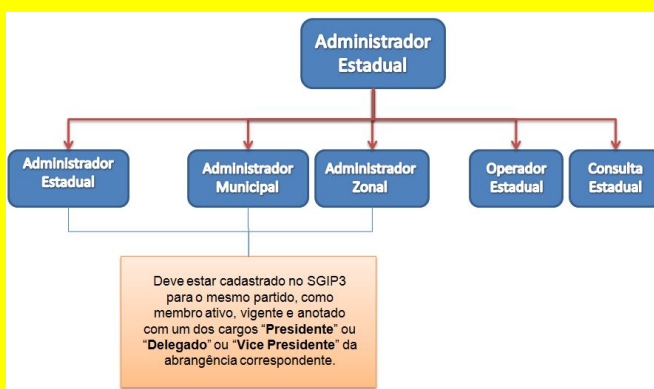 Administrador
Estadual
Administrador
Estadual
Administrador
Municipal
Administrador
Zonal
Operador
Estadual
Consulta
Estadual
Deve estar cadastrado no SGIP3
para o mesmo partido, como
membro ativo, vigente e anotado
com um dos cargos “Presidente” ou
“Delegado” ou “Vice Presidente” da
abrangência correspondente.